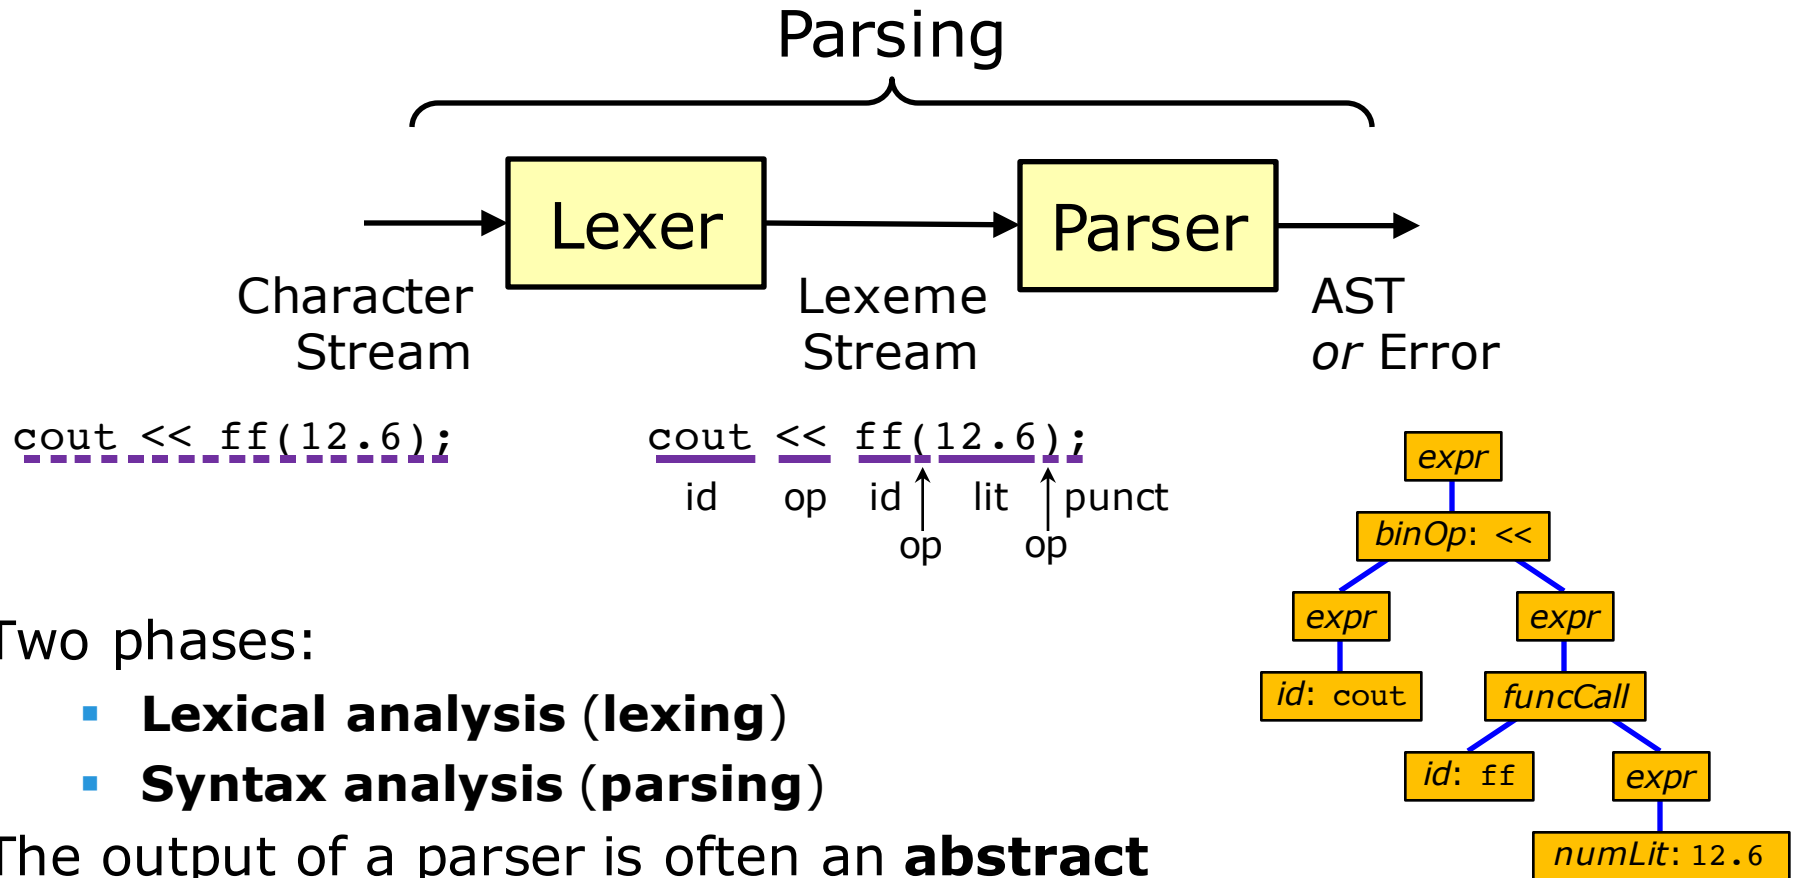 Parsing
Lexer
Parser
Character
Stream
Lexeme
Stream
AST
or Error
cout << ff(12.6);
cout << ff(12.6);
id op id lit punct
op op
expr
binOp: <<
expr expr
id: cout funcCall
id: ff expr
numLit: 12.6
Two phases:
▪ Lexical analysis (lexing)
▪ Syntax analysis (parsing)
The output of a parser is often an abstract